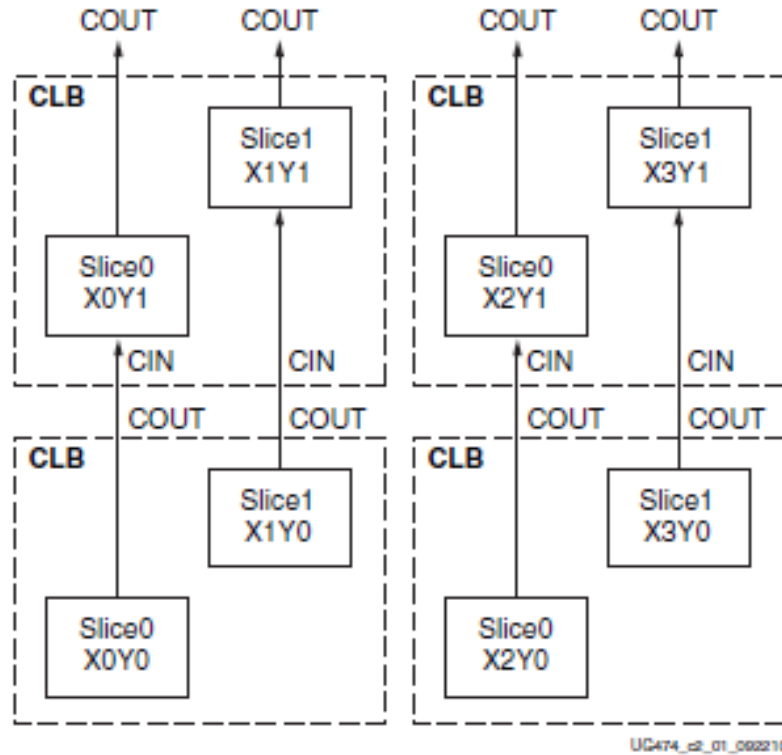 COUT COUT COUT COUT
CLB CLB
Slice1
X1Y1
Slice1
X3Y1
Slice0
X0Y1
Slice0
X2Y1
CIN CIN CIN CIN
COUT COUT COUT COUT
CLB CLB
Slice1
X1Y0
Slice1
X3Y0
Slice0
X0Y0
Slice0
X2Y0